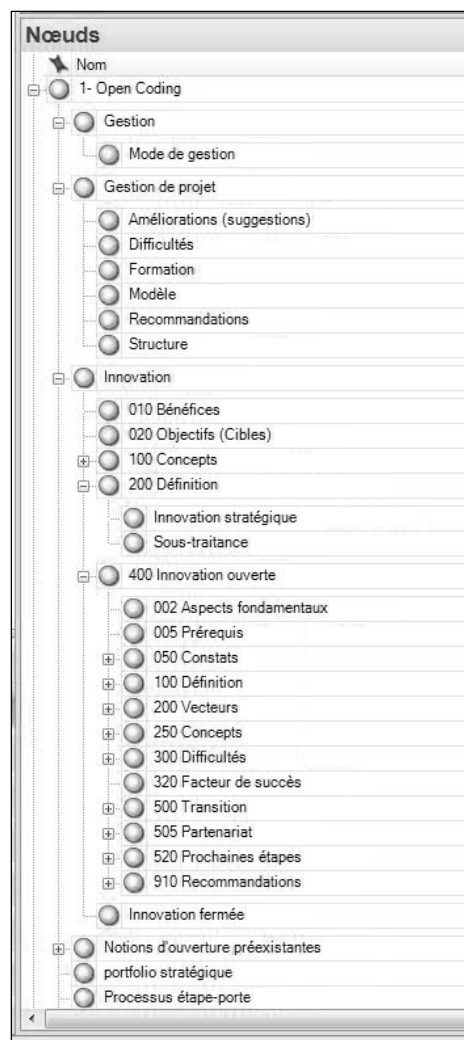 Nœuds
Nom
1- Open Coding
Gestion
Mode de gestion
Gestion de projet
Améliorations (suggestions)
Difficultés
Formation
Modèle
Recommandations
Structure
Innovation
010 Bénéfices
020 Objectifs (Cibles)
100 Concepts
200 Définition
Innovation stratégique
Sous-traitance
400 Innovation ouverte
002 Aspects fondamentaux
005 Prérequis
050 Constats
100 Définition
200 Vecteurs
250 Concepts
300 Difficultés
320 Facteur de succès
500 Transition
505 Partenariat
520 Prochaines étapes
910 Recommandations
Innovation fermée
Notions d'ouverture préexistantes
portfolio stratégique
Processus étape-porte